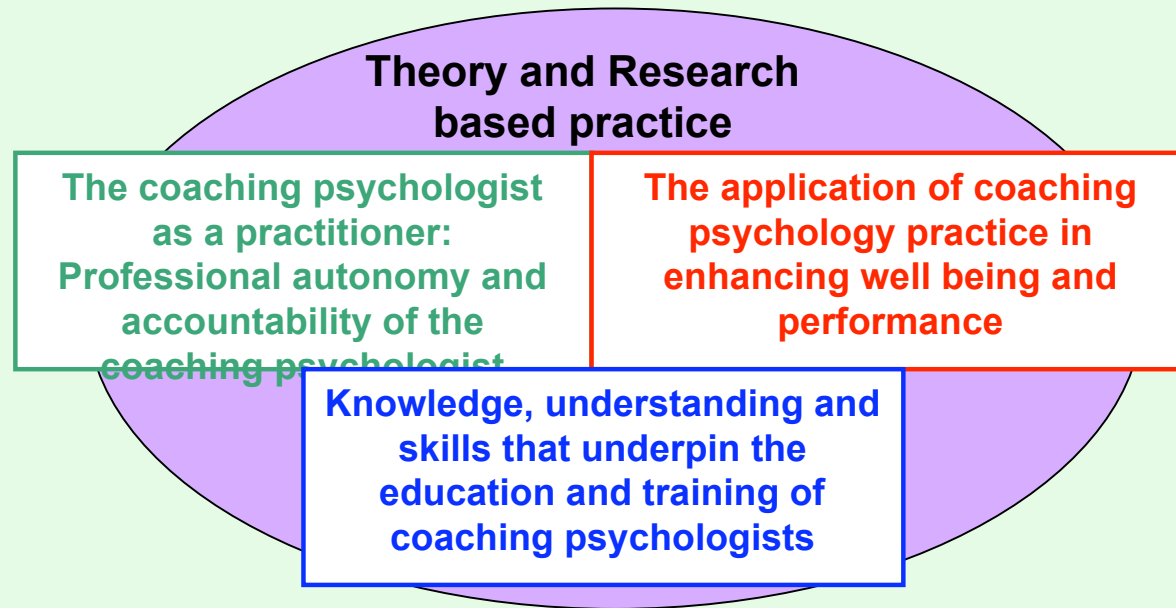 Theory and Research
based practice
The coaching psychologist
as a practitioner:
Professional autonomy and
accountability of the
coaching psychologist
The application of coaching
psychology practice in
enhancing well being and
performance
Knowledge, understanding and
skills that underpin the
education and training of
coaching psychologists